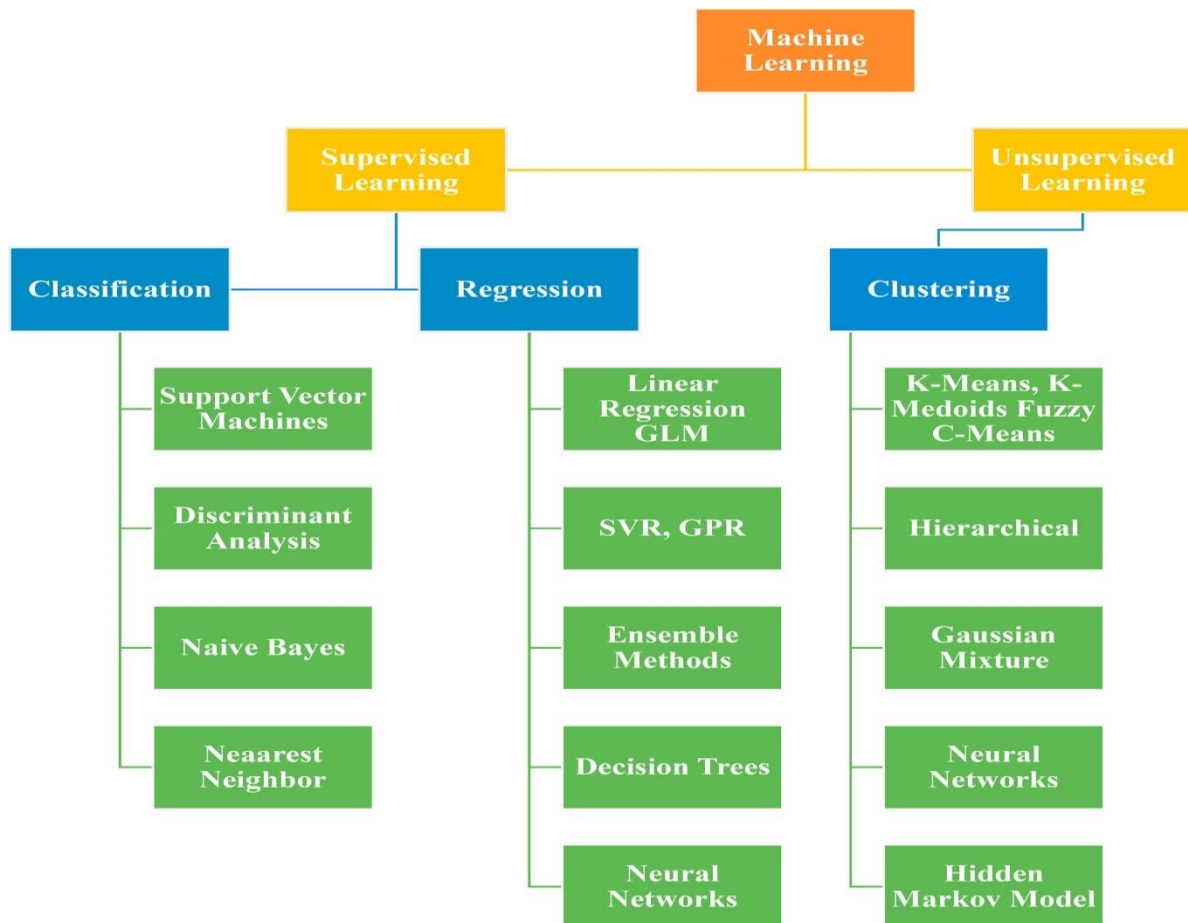 Machine
Learning
Supervised
Learning
Unsupervised
Learning
Classification
Regression
Clustering
Support Vector
Machines
Discriminant
Analysis
Naive Bayes
Neaarest
Neighbor
Linear
Regression
GLM
SVR, GPR
Ensemble
Methods
Decision Trees
Neural
Networks
K-Means, K-
Medoids Fuzzy
C-Means
Hierarchical
Gaussian
Mixture
Neural
Networks
Hidden
Markov Model